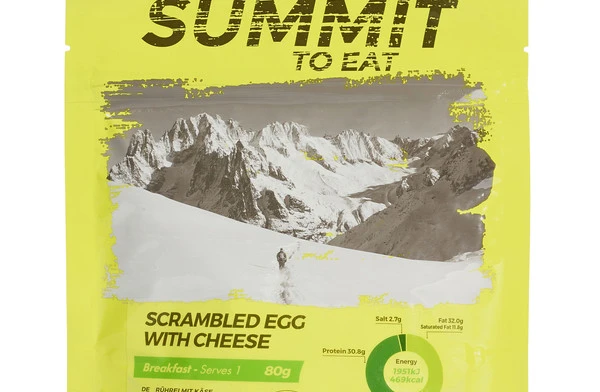 SUMMIT
TO EAT
SCRAMBLED EGG
WITH CHEESE
Breakfast - Serves 1 80g
Salt 2.7g
Fat 32.0g
Saturated Fat 11.8g
Protein 30.8g
Energy
1951kJ
469kcal
DE RÜHREI MIT KÄSE